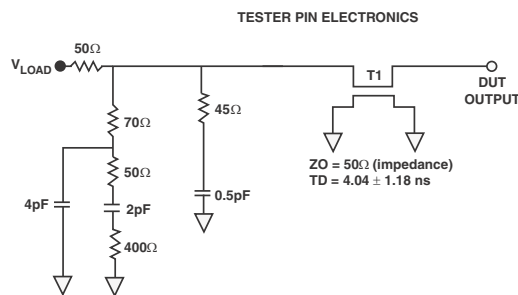 TESTER PIN ELECTRONICS
50Ω
VLOAD
T1
DUT
OUTPUT
70Ω
45Ω
50Ω
ZO = 50Ω (impedance)
TD = 4.04 ± 1.18 ns
4pF
2pF
0.5pF
400Ω